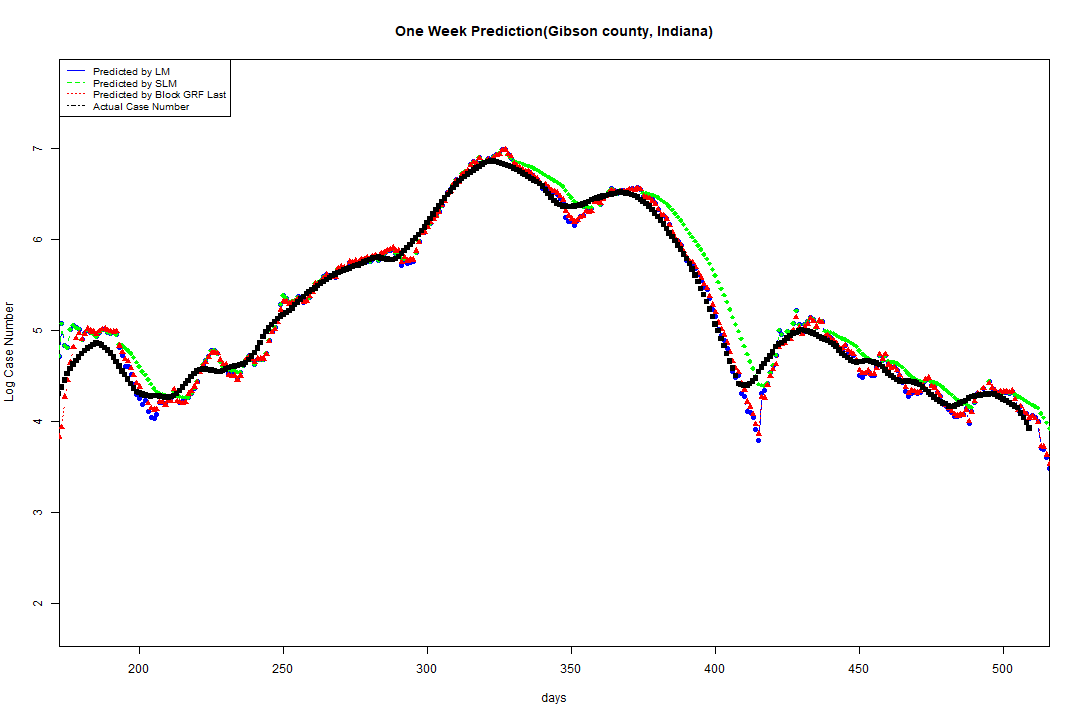 One Week Prediction(Gibson county, Indiana)
Predicted by LM
Predicted by SLM
Predicted by Block GRF Last
Actual Case Number
Log Case Number
7
6
5
4
3
2
200 250 300 350 400 450 500
days